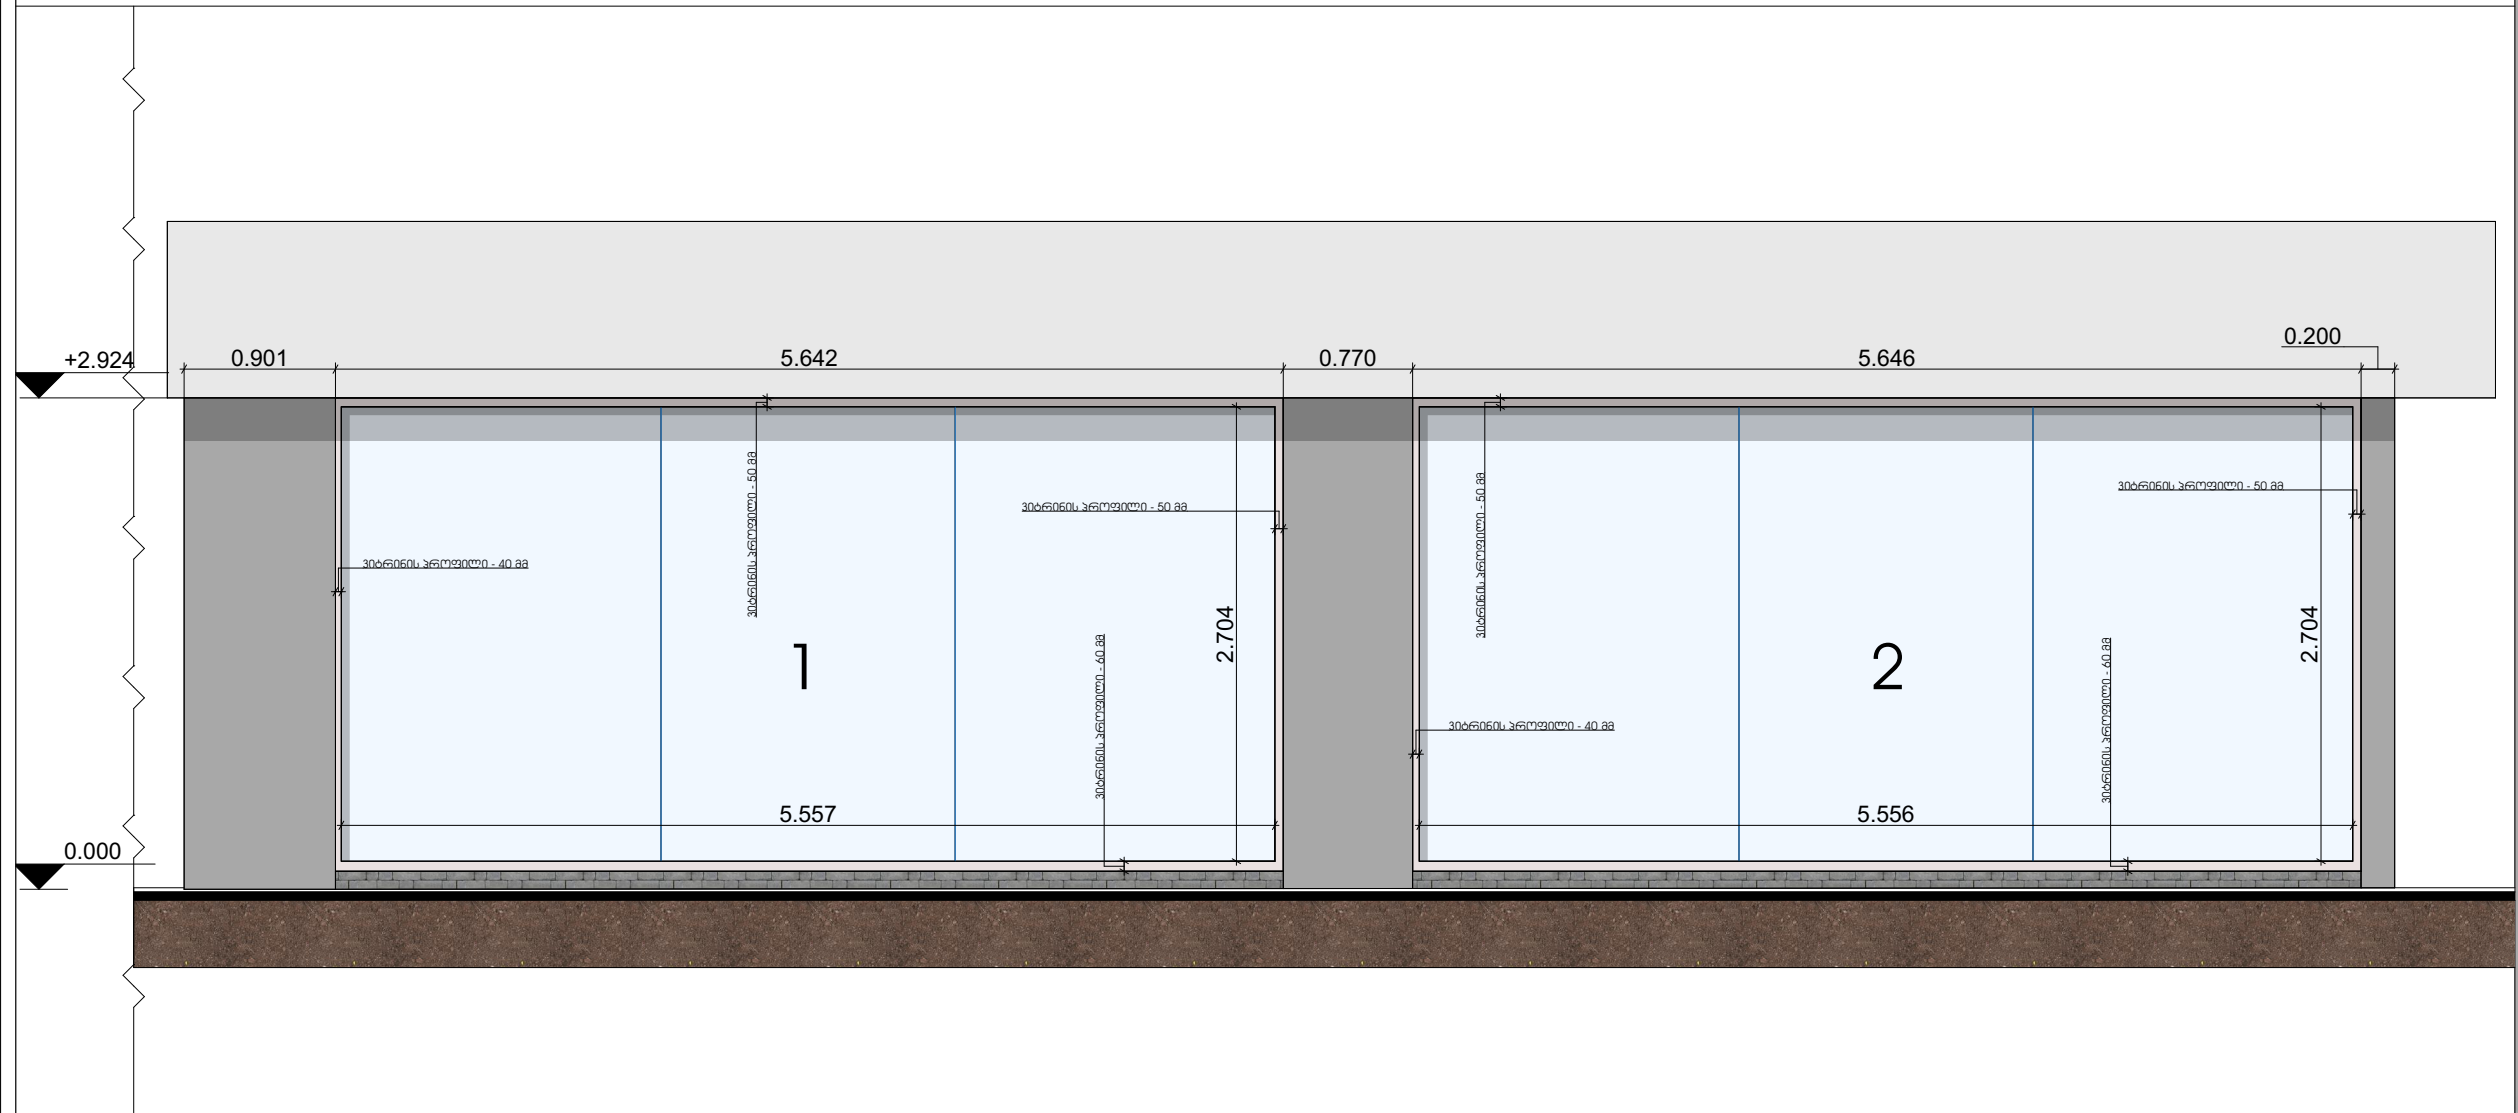 0.200
+2.924
0.901
5.642
0.770
5.646
ვიტრინის პროფილი - 50 მმ
ვიტრინის პროფილი - 50 მმ
ვიტრინის პროფილი - 50 მმ
ვიტრინის პროფილი - 50 მმ
ვიტრინის პროფილი - 40 მმ
2.704
2.704
1
2
ვიტრინის პროფილი - 60 მმ
ვიტრინის პროფილი - 60 მმ
ვიტრინის პროფილი - 40 მმ
5.557
5.556
0.000